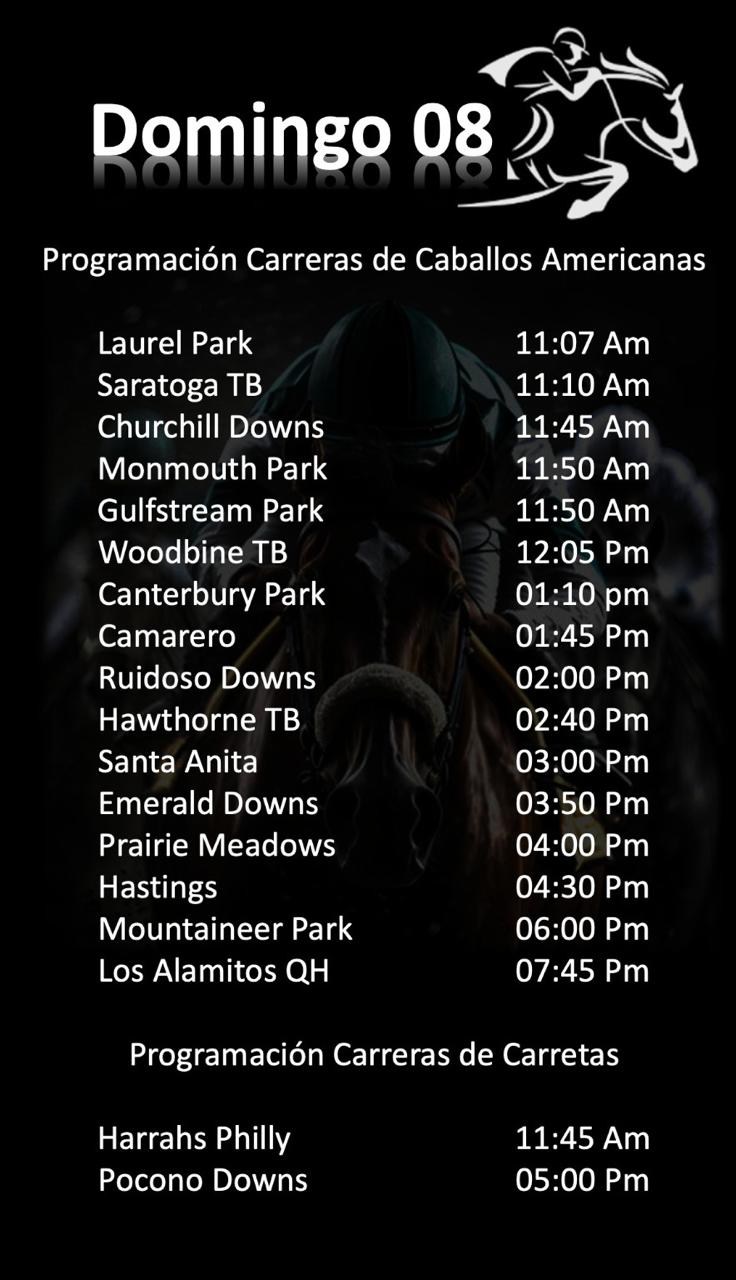 Domingo 08
Programación Carreras de Caballos Americanas
Laurel Park 11:07 Am
Saratoga TB 11:10 Am
Churchill Downs 11:45 Am
Monmouth Park 11:50 Am
Gulfstream Park 11:50 Am
Woodbine TB 12:05 Pm
Canterbury Park 01:10 pm
Camarero 01:45 Pm
Ruidoso Downs 02:00 Pm
Hawthorne TB 02:40 Pm
Santa Anita 03:00 Pm
Emerald Downs 03:50 Pm
Prairie Meadows 04:00 Pm
Hastings 04:30 Pm
Mountaineer Park 06:00 Pm
Los Alamitos QH 07:45 Pm
Programación Carreras de Carretas
Harrahs Philly 11:45 Am
Pocono Downs 05:00 Pm